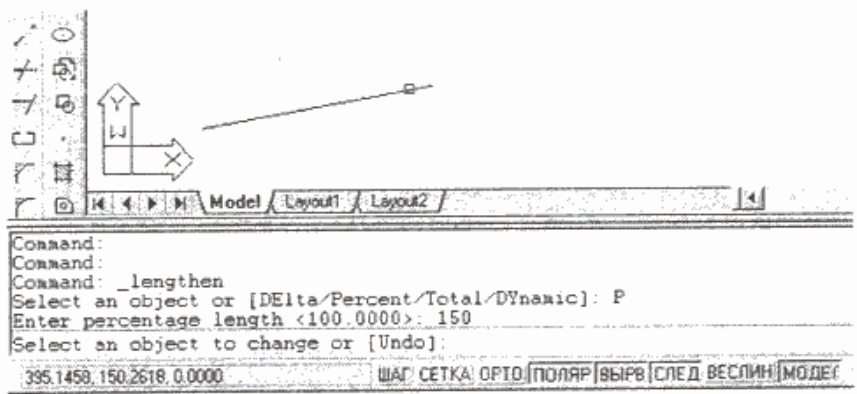 Y
W
X
Model Layout1 Layout2
Command:
Command:
Command: _lengthen
Select an object or [DElta/Percent/Total/DYnamic]: P
Enter percentage length <100.0000>: 150
Select an object to change or [Undo]:
395.1458, 150.2618, 0.0000 ШАГ СЕТКА ОРТО ПОЛЯР ВЫРВ СЛЕД ВЕСЛИН МОДЕ